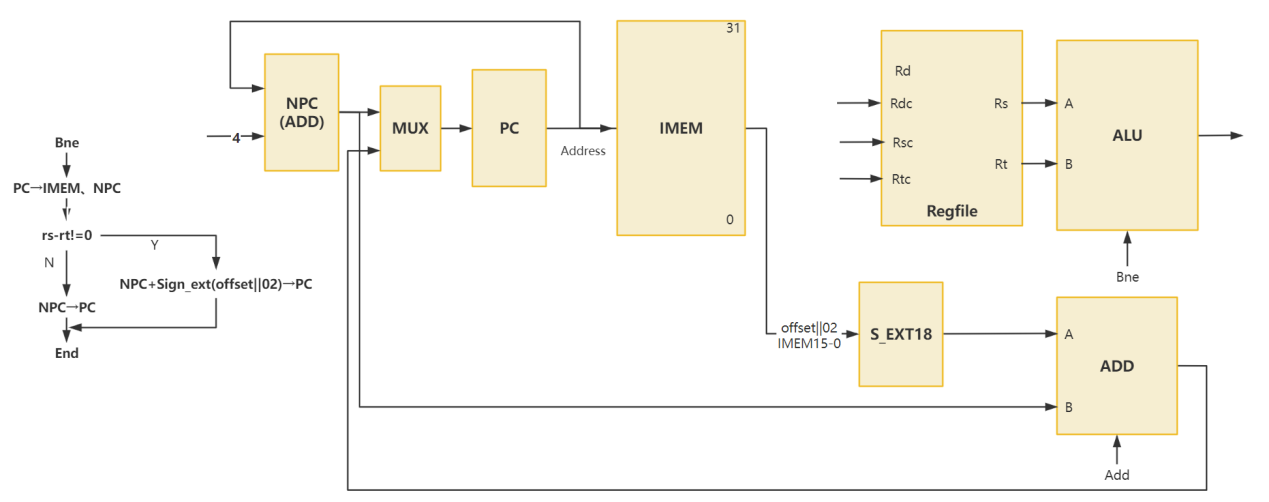 Bne
PC→IMEM、NPC
rs-rt!=0
Y
N
NPC+Sign_ext(offset||02)→PC
NPC→PC
End
4
NPC
(ADD)
MUX
PC
Address
31
IMEM
0
Rd
Rdc
Rs
Rsc
Rt
Rtc
Regfile
A
ALU
B
Bne
offset||02
IMEM15-0
S_EXT18
A
ADD
B
Add